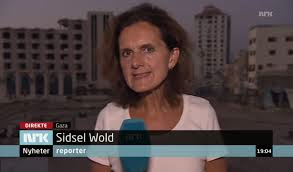 nrk
DIREKTE Gaza
NRK Sidsel Wold
Nyheter reporter 19:04